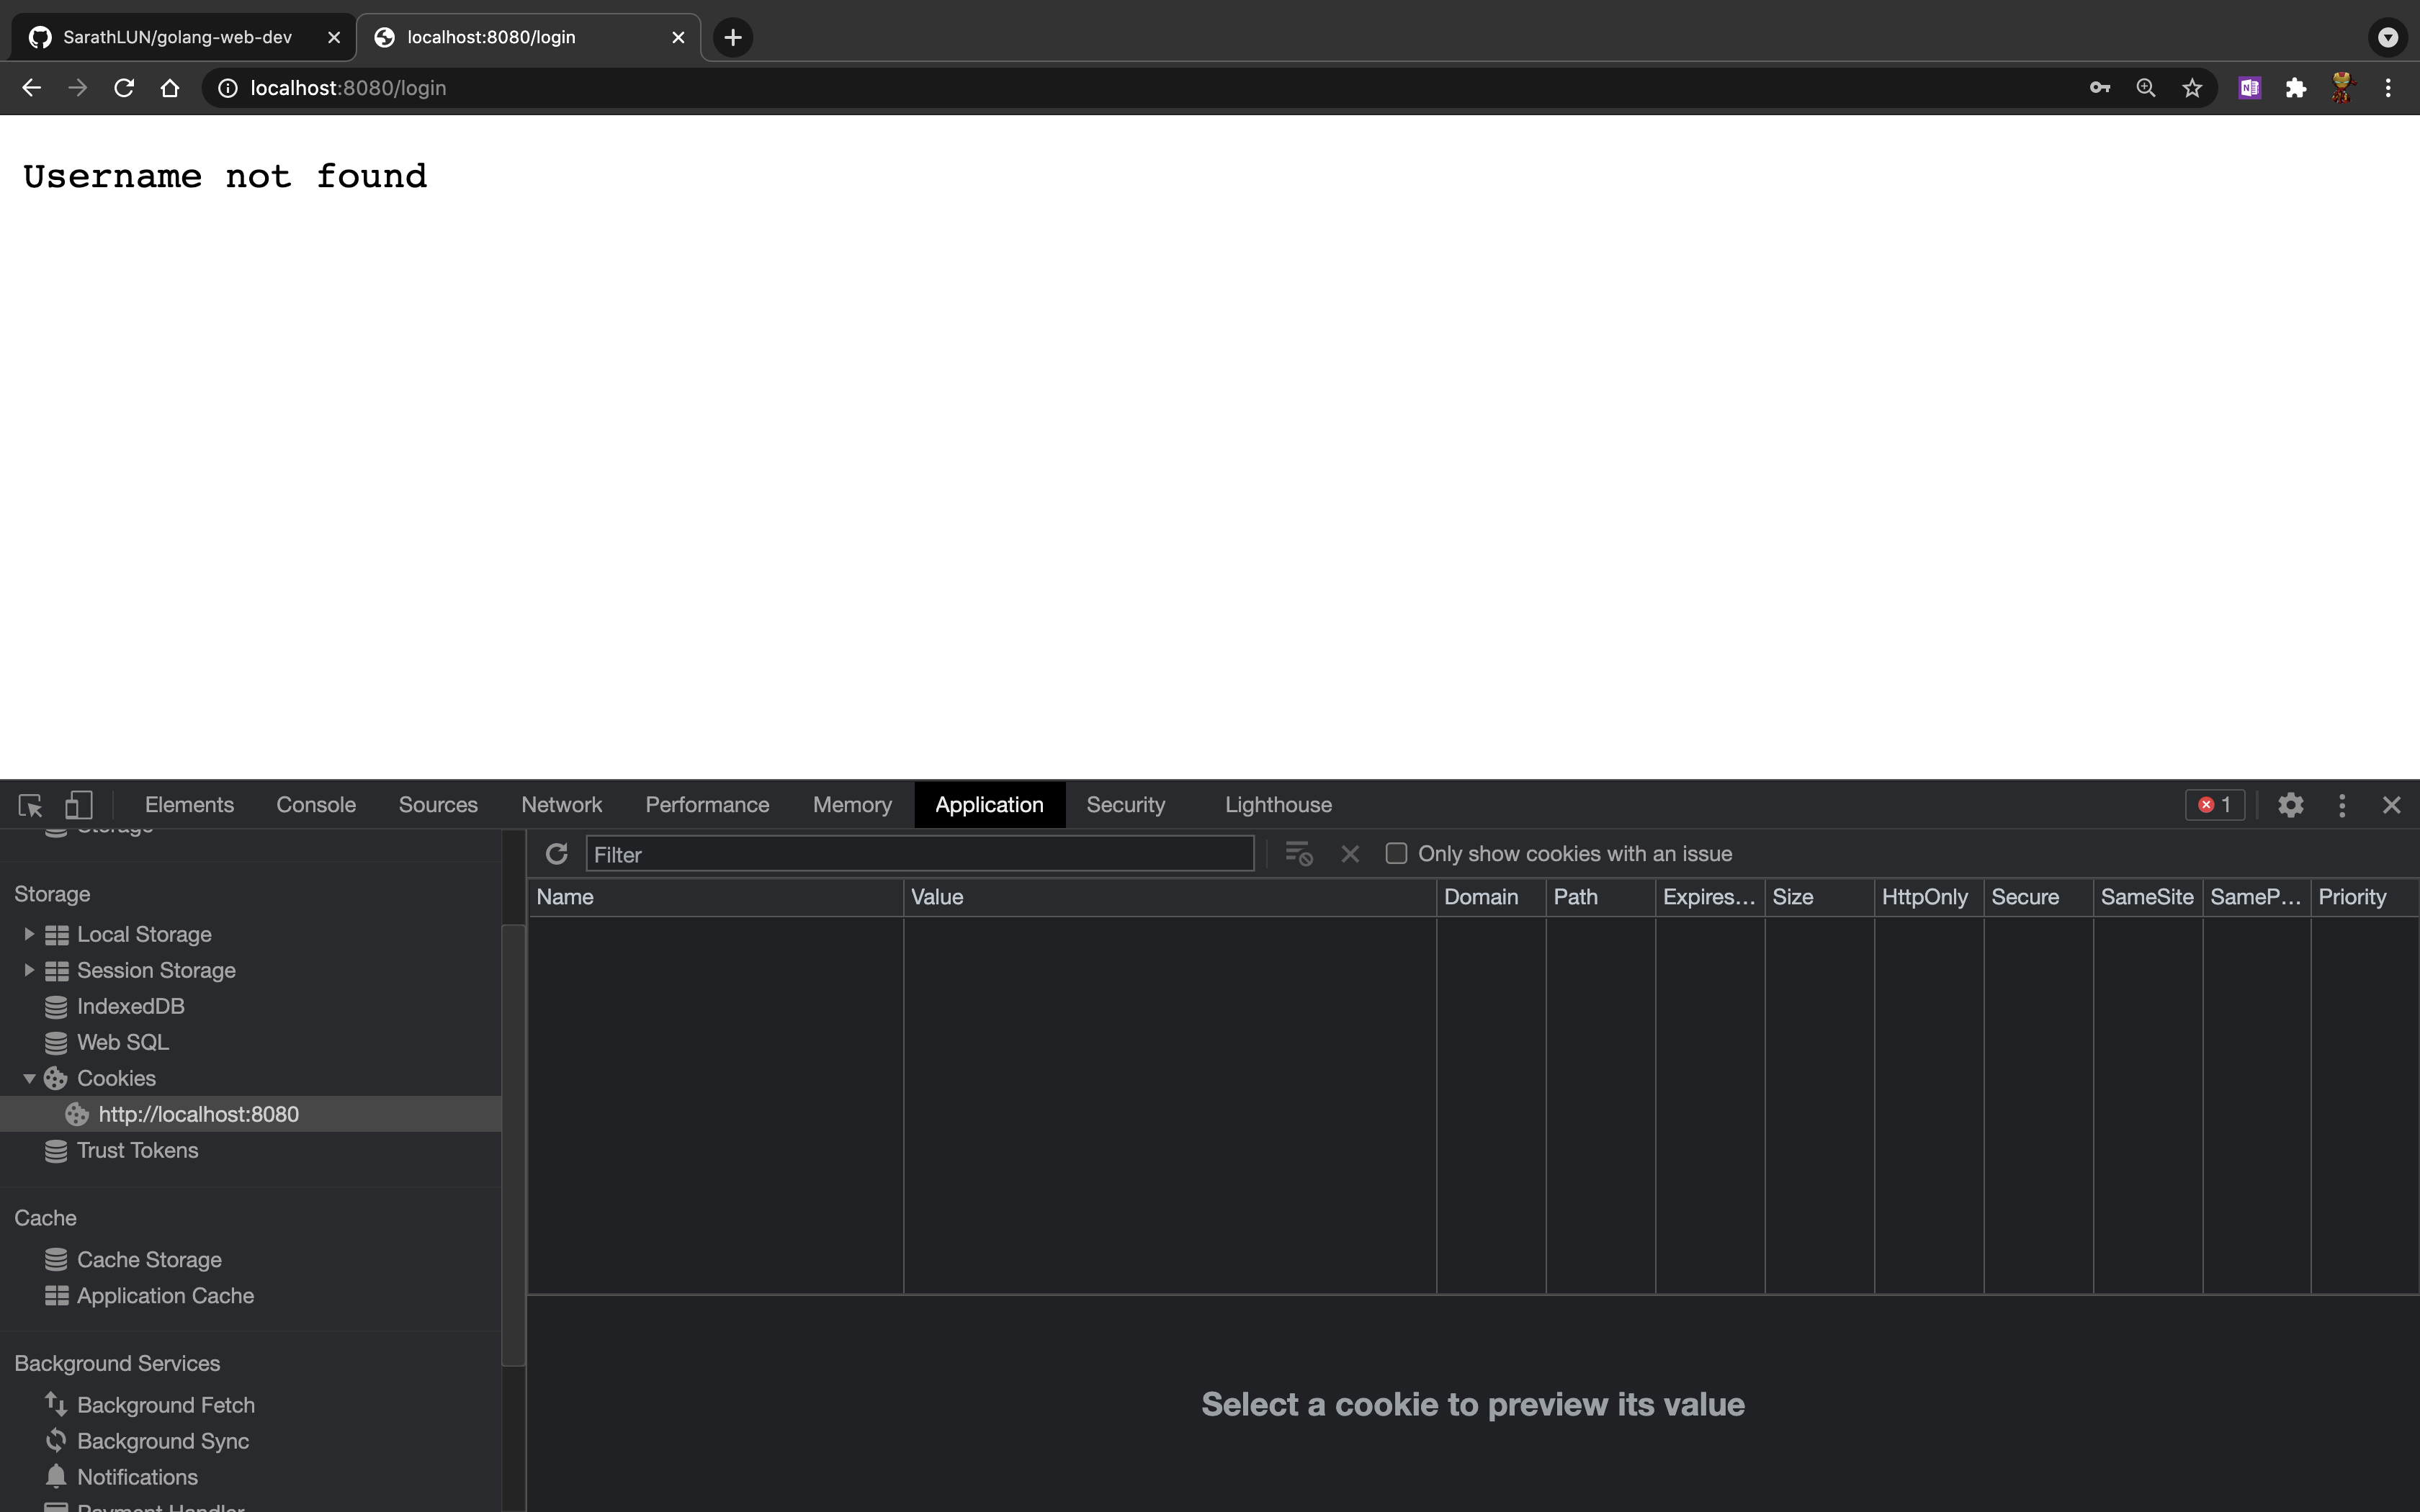 SarathLUN/golang-web-dev
localhost:8080/login
localhost:8080/login
Username not found
Elements Console Sources Network Performance Memory Application Security Lighthouse 1
Storage
Filter
Only show cookies with an issue
Storage
Name Value Domain Path Expires... Size HttpOnly Secure SameSite SameP... Priority
Local Storage
Session Storage
IndexedDB
Web SQL
Cookies
http://localhost:8080
Trust Tokens
Cache
Cache Storage
Application Cache
Background Services
Background Fetch
Select a cookie to preview its value
Background Sync
Notifications
Payment Handler